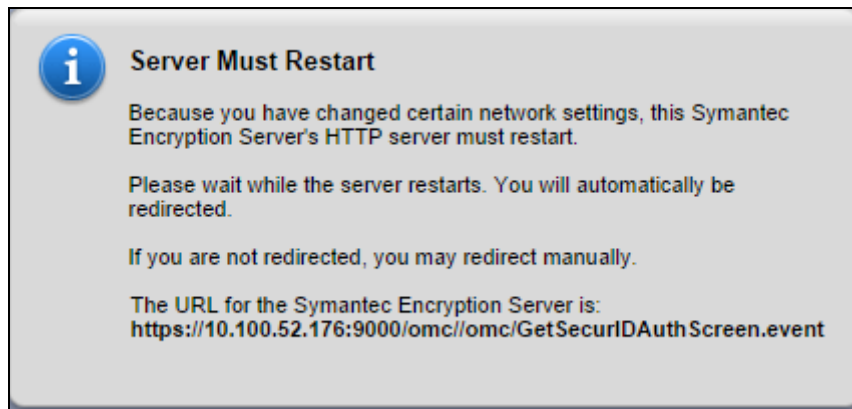 Server Must Restart
Because you have changed certain network settings, this Symantec
Encryption Server's HTTP server must restart.
Please wait while the server restarts. You will automatically be
redirected.
If you are not redirected, you may redirect manually.
The URL for the Symantec Encryption Server is:
https://10.100.52.176:9000/omc//omc/GetSecurIDAuthScreen.event